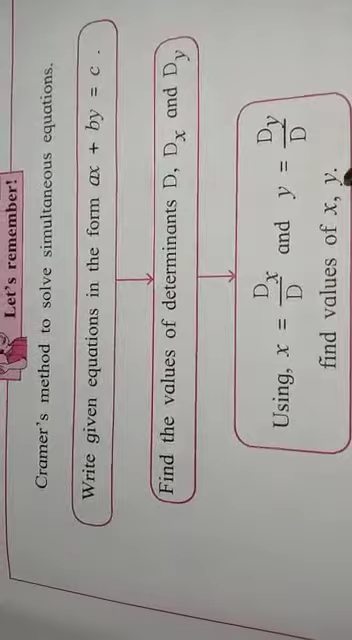 Let's remember!
Cramer's method to solve simultaneous equations.
Write given equations in the form ax + by = c .
Find the values of determinants D, Dx and Dy
Using, x = Dx/D and y = Dy/D
find values of x, y.